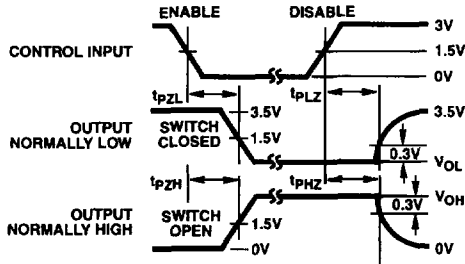 ENABLE DISABLE
3V
CONTROL INPUT 1.5V
0V
tPZL tPLZ
3.5V 3.5V
OUTPUT NORMALLY LOW
SWITCH CLOSED
1.5V
0.3V
VOL
tPZH tPHZ
VOH
OUTPUT NORMALLY HIGH
SWITCH OPEN
1.5V
0.3V
0V 0V